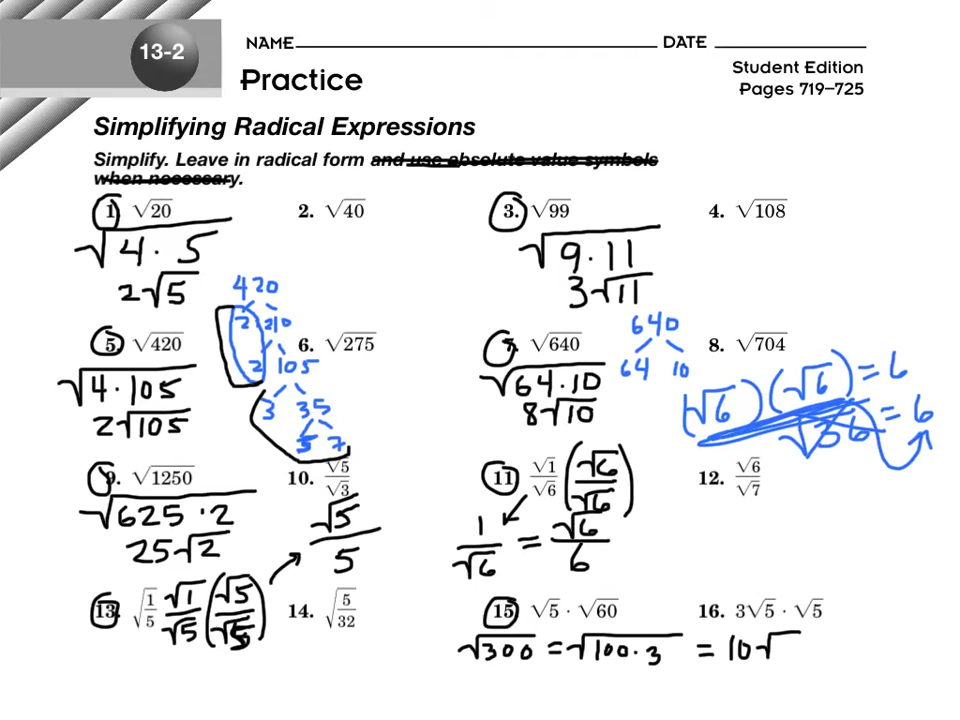 13-2
NAME DATE
Practice
Student Edition
Pages 719–725
Simplifying Radical Expressions
Simplify. Leave in radical form and use absolute value symbols
when necessary.
1. √20
2. √40
3. √99
4. √108
√4 · 5
2√5
√9 · 11
3√11
5. √420
6. √275
7. √640
8. √704
420
2 210
2 105
3 35
5 7
640
64 10
√4 · 105
2√105
√64 · 10
8√10
(√6)(√6) = 6
√36 = 6
9. √1250
10. √5/√3
11. √1/√6 (√6/√6)
12. √6/√7
√625 · 2
25√2
√5/5
1/√6 = √6/6
13. √1/5 √1/√5 (√5/√5)
14. √5/32
15. √5 · √60
16. 3√5 · √5
√300 = √100 · 3 = 10√